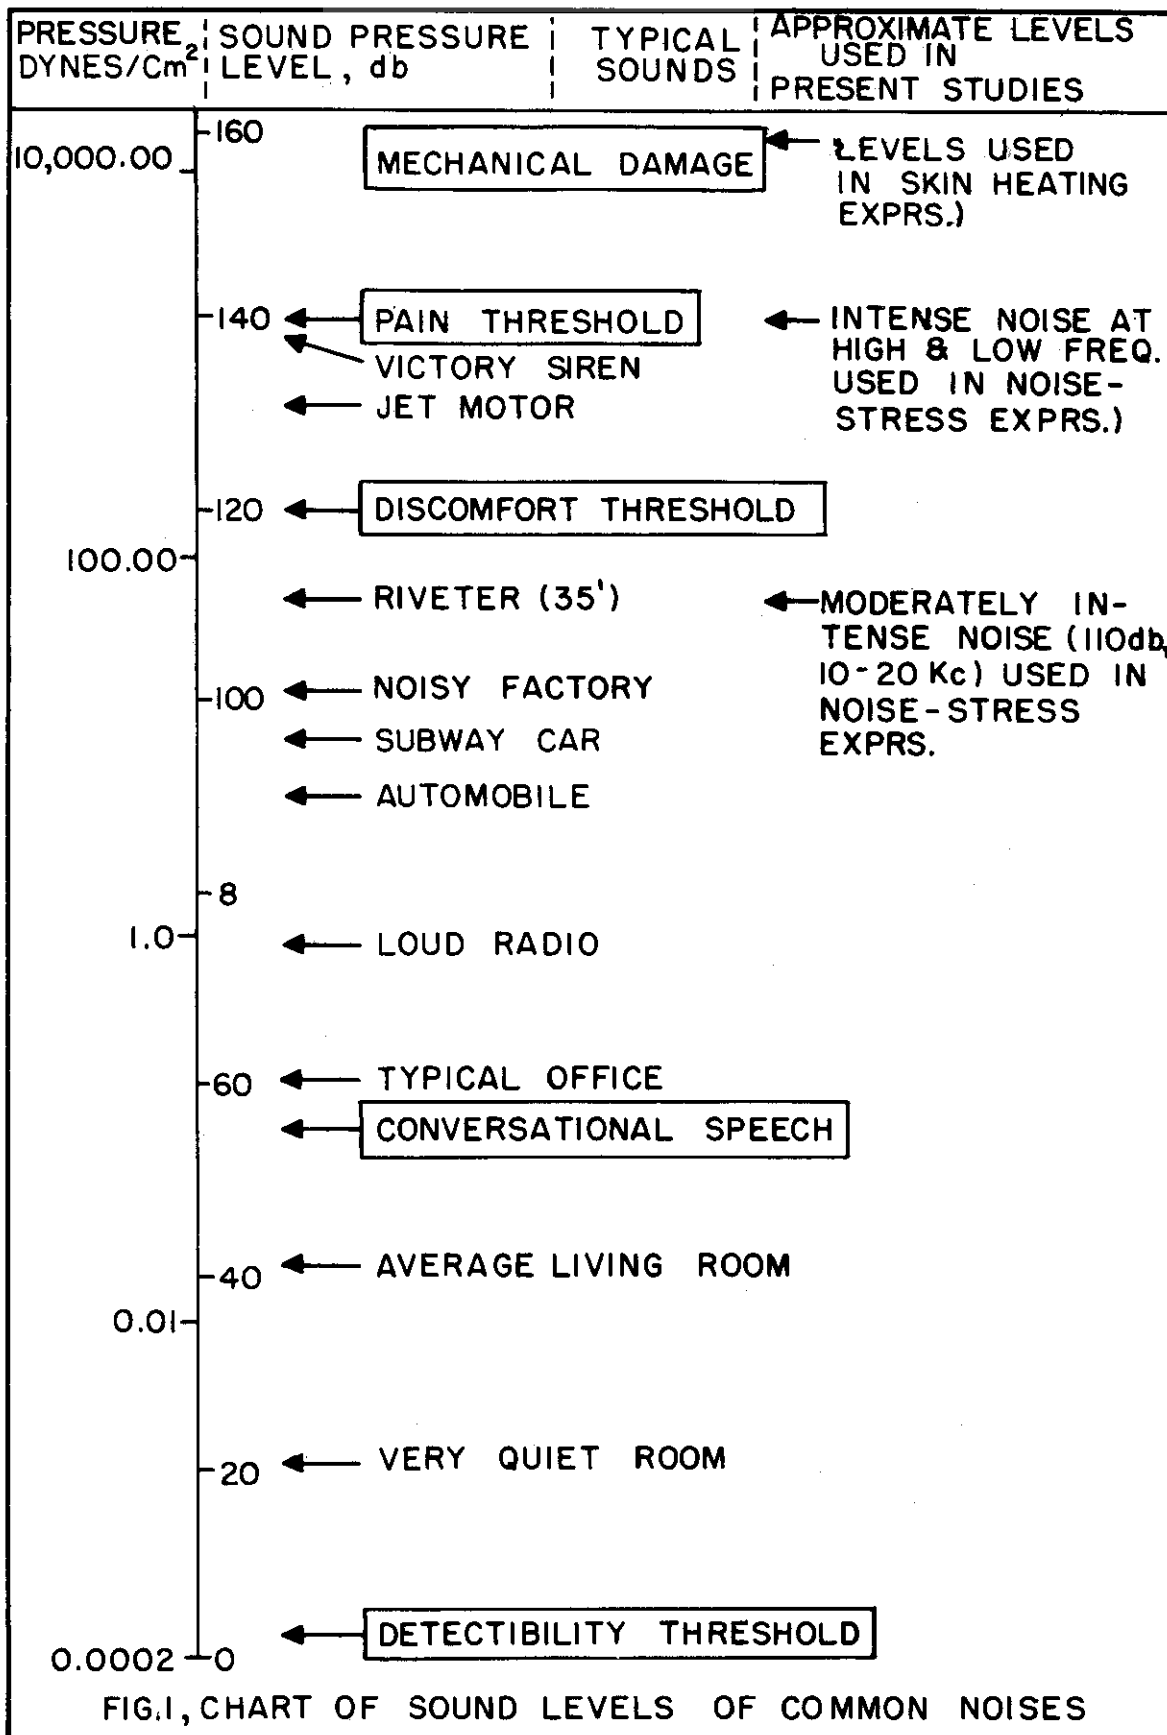 PRESSURE, DYNES/Cm²
SOUND PRESSURE LEVEL, db
TYPICAL SOUNDS
APPROXIMATE LEVELS USED IN PRESENT STUDIES
160
10,000.00
MECHANICAL DAMAGE
LEVELS USED
IN SKIN HEATING
EXPRS.)
140
PAIN THRESHOLD
INTENSE NOISE AT
HIGH & LOW FREQ.
USED IN NOISE-
STRESS EXPRS.)
VICTORY SIREN
JET MOTOR
120
DISCOMFORT THRESHOLD
100.00
RIVETER (35')
MODERATELY IN-
TENSE NOISE (110db,
10-20 Kc) USED IN
NOISE-STRESS
EXPRS.
100
NOISY FACTORY
SUBWAY CAR
AUTOMOBILE
8
1.0
LOUD RADIO
60
TYPICAL OFFICE
CONVERSATIONAL SPEECH
40
AVERAGE LIVING ROOM
0.01
20
VERY QUIET ROOM
DETECTIBILITY THRESHOLD
0.0002
0
FIG.1, CHART OF SOUND LEVELS OF COMMON NOISES